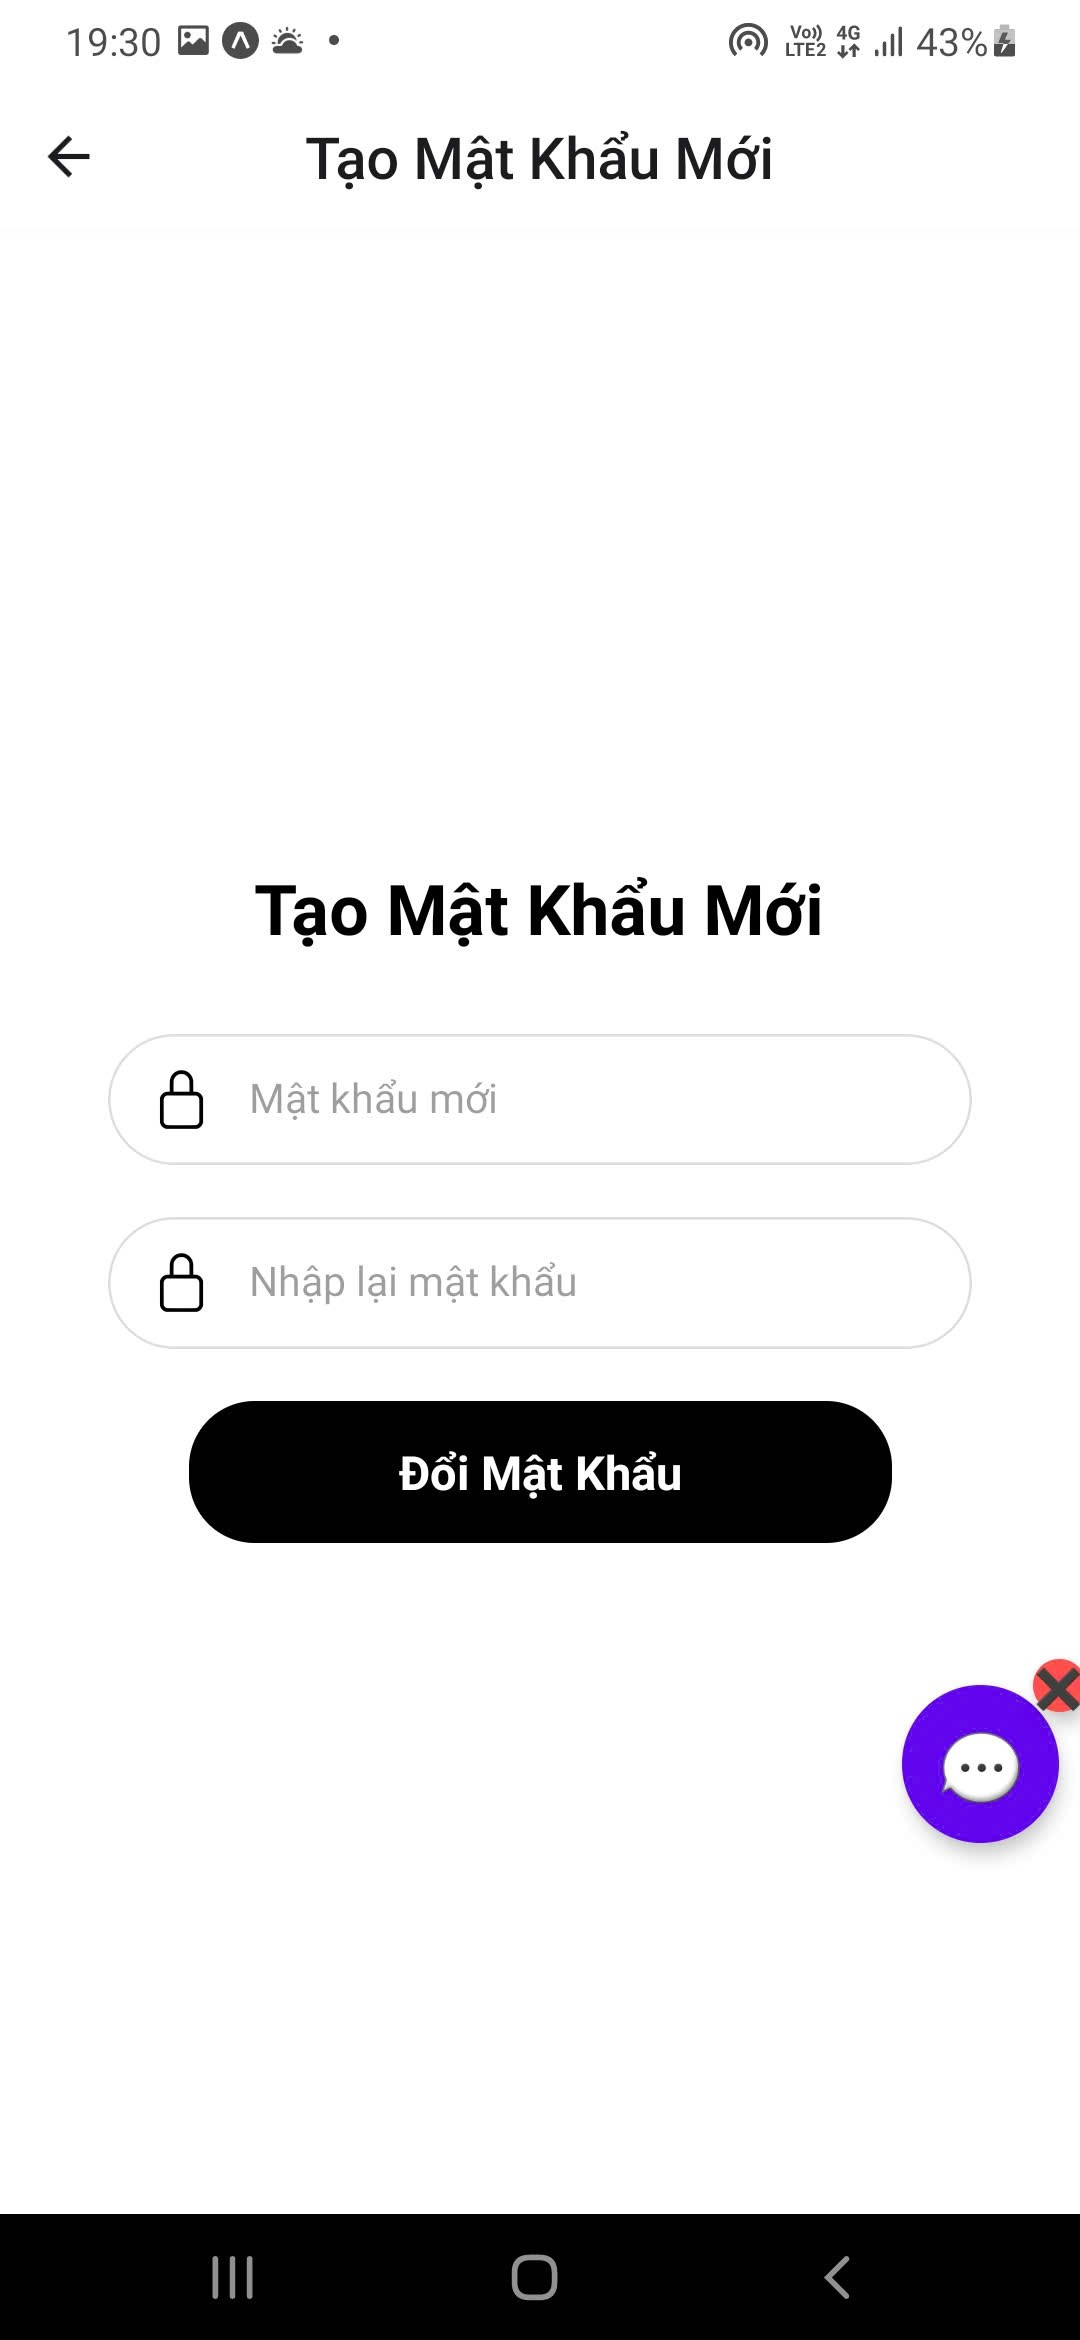 19:30
Vo)) LTE2 4G 43%
Tạo Mật Khẩu Mới
Tạo Mật Khẩu Mới
Mật khẩu mới
Nhập lại mật khẩu
Đổi Mật Khẩu